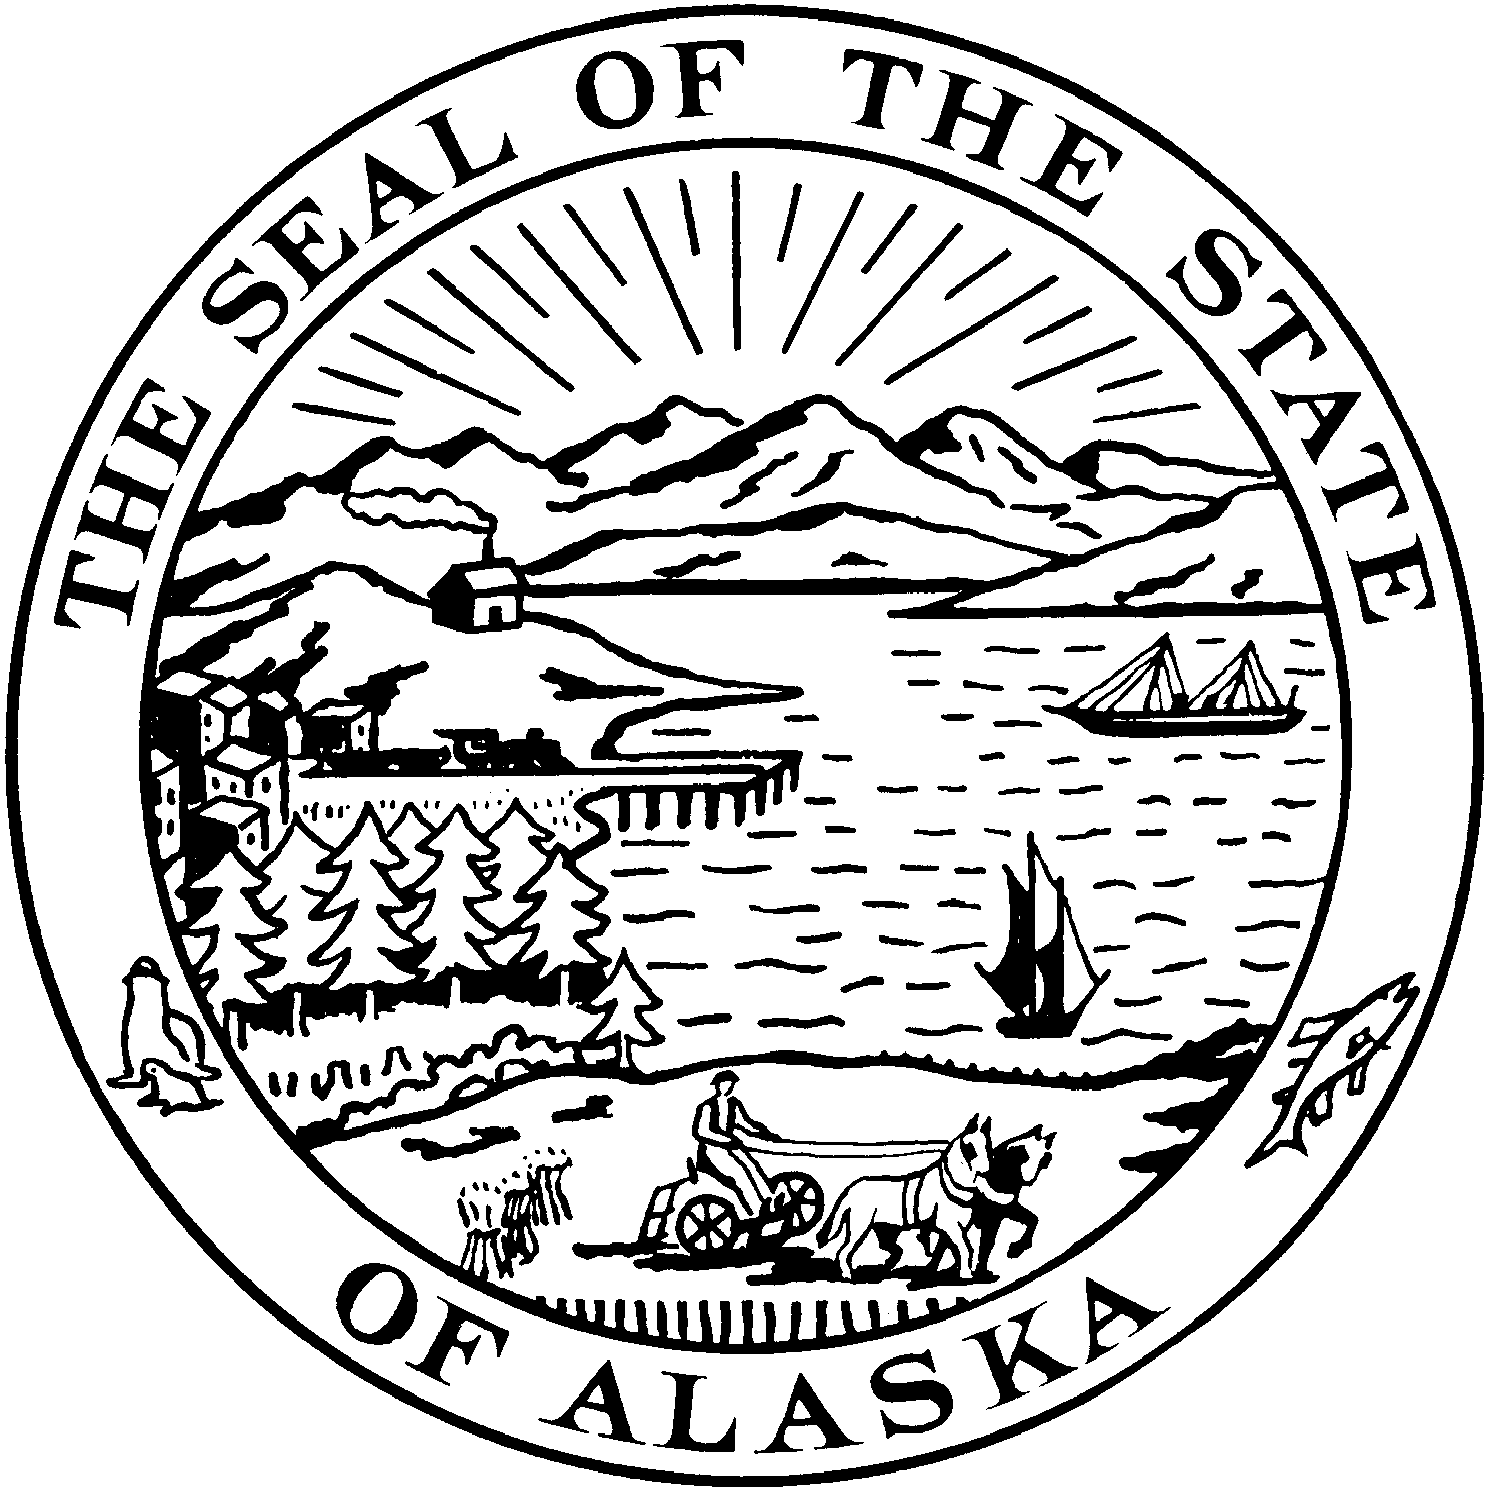 THE SEAL OF THE STATE
OF ALASKA